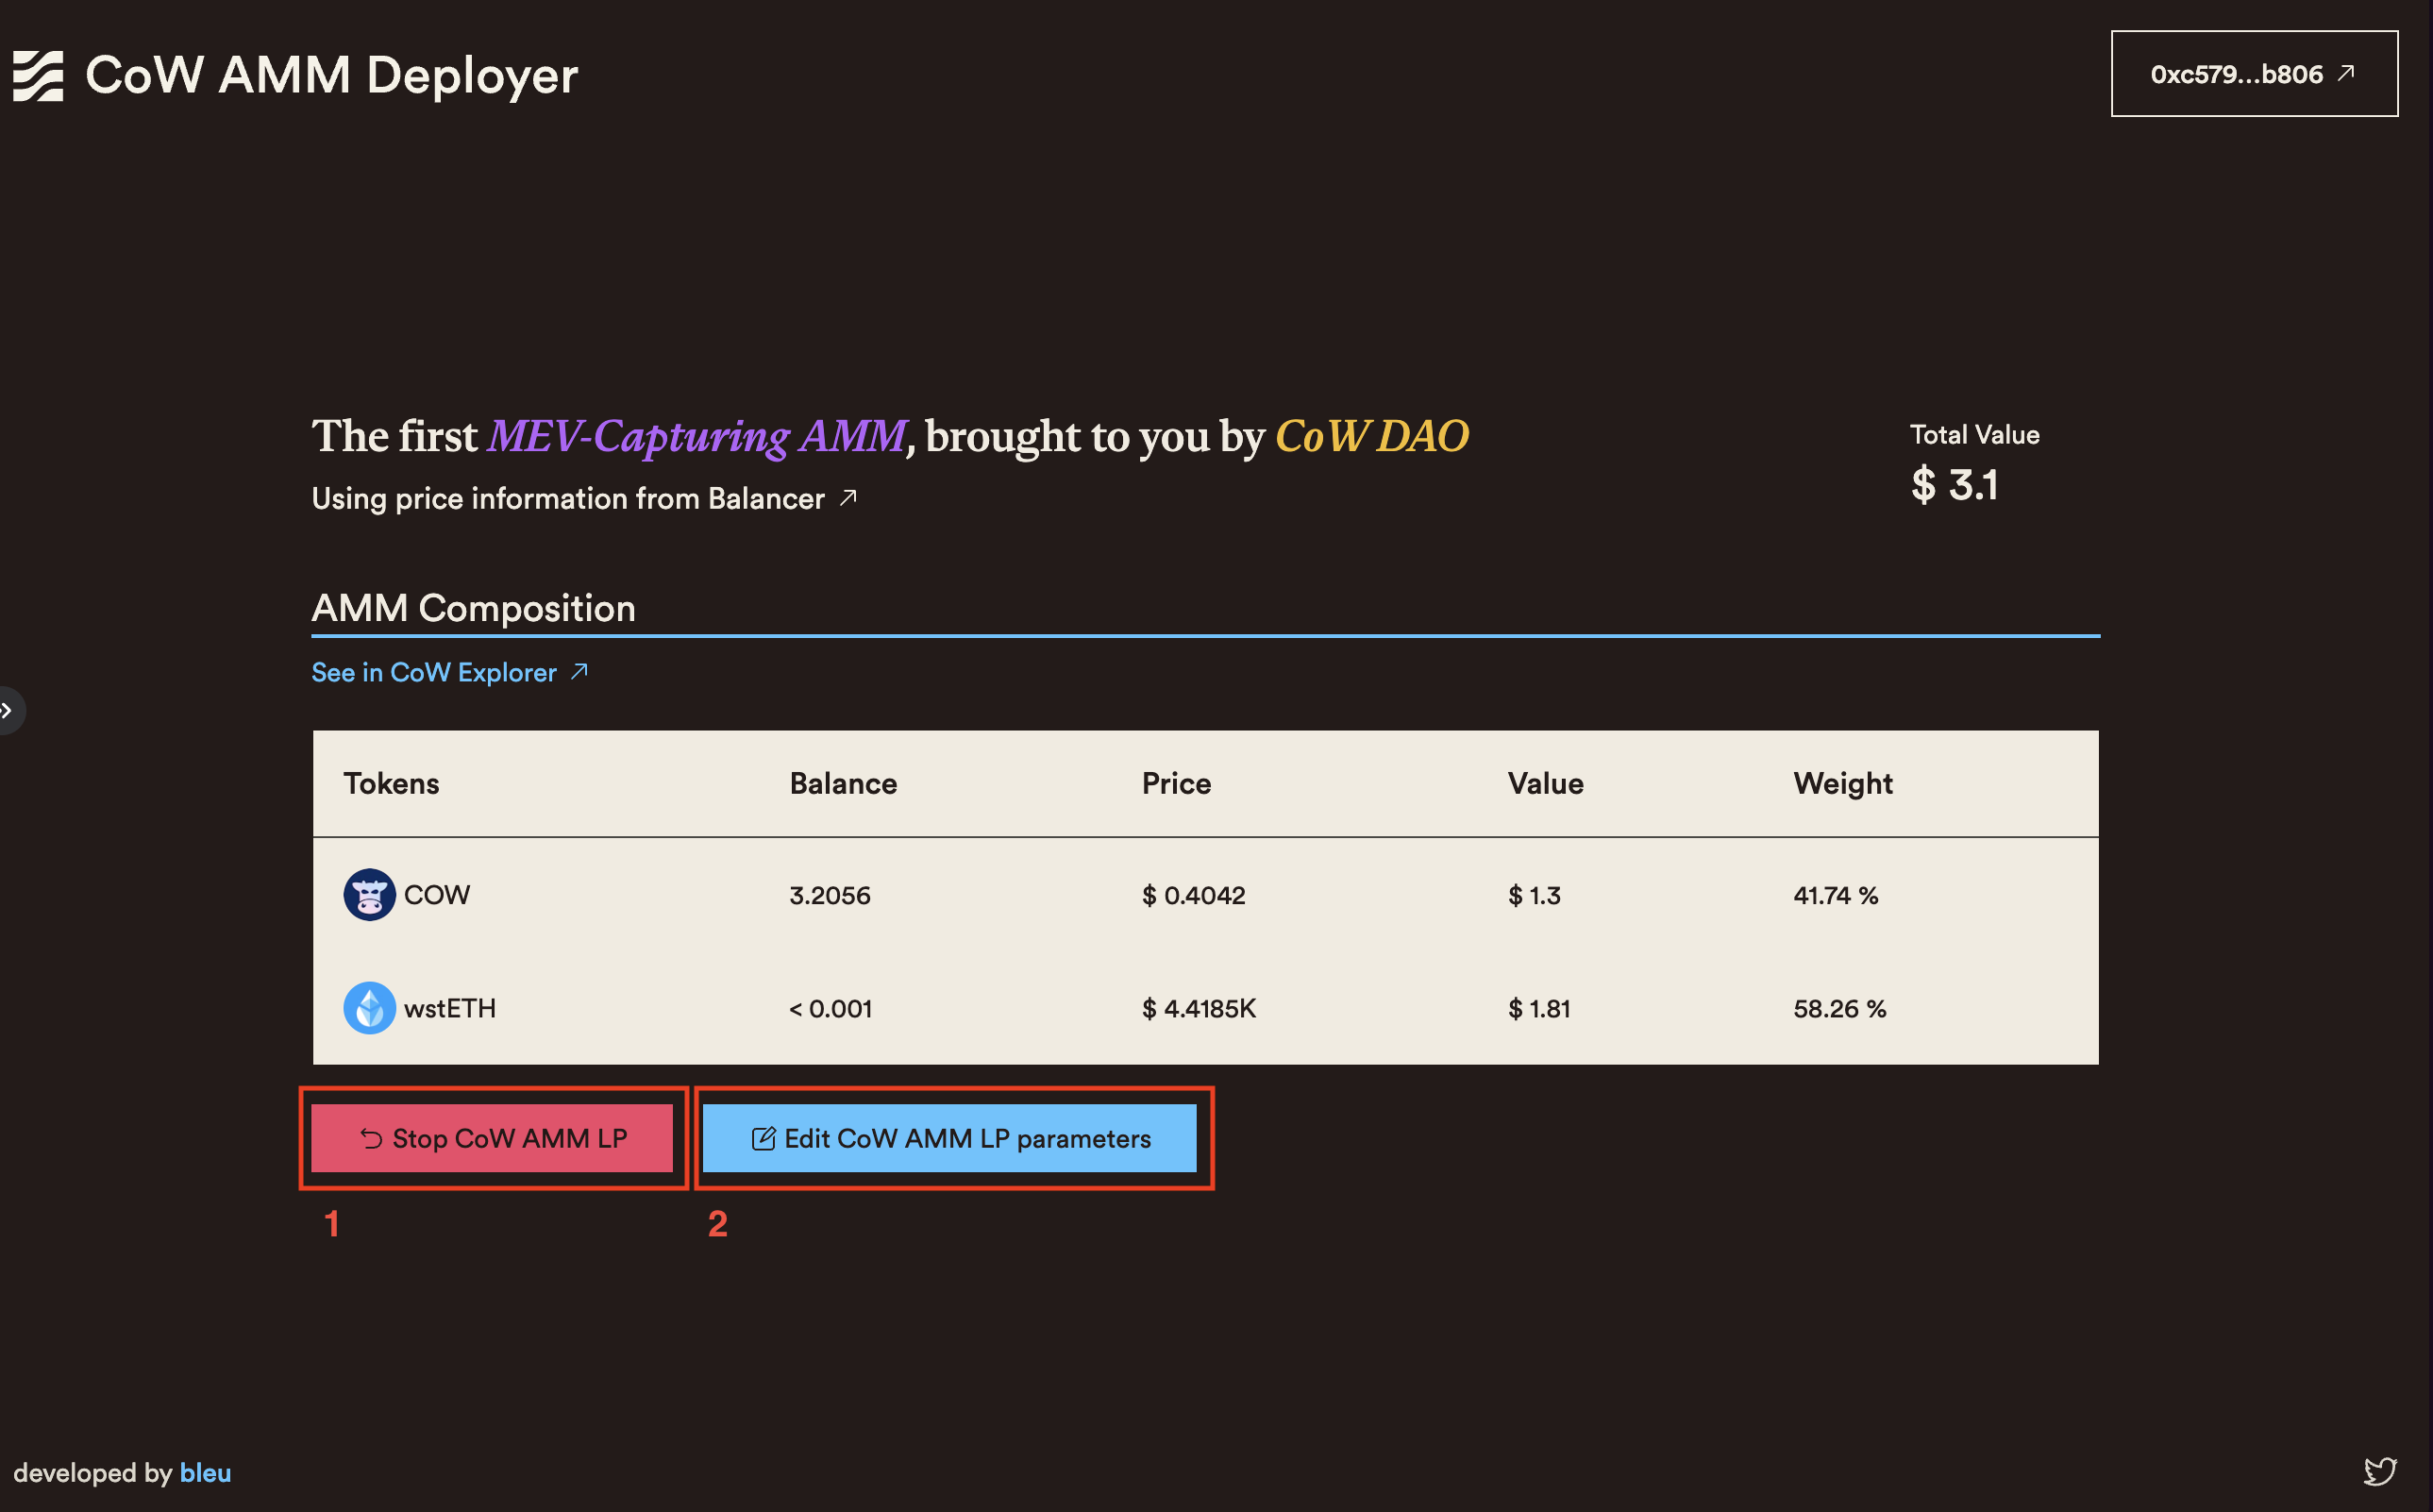 CoW AMM Deployer
0xc579...b806
The first MEV-Capturing AMM, brought to you by CoW DAO
Using price information from Balancer
Total Value
$ 3.1
AMM Composition
See in CoW Explorer
Tokens Balance Price Value Weight
COW 3.2056 $ 0.4042 $ 1.3 41.74 %
wstETH < 0.001 $ 4.4185K $ 1.81 58.26 %
Stop CoW AMM LP Edit CoW AMM LP parameters
1 2
developed by bleu